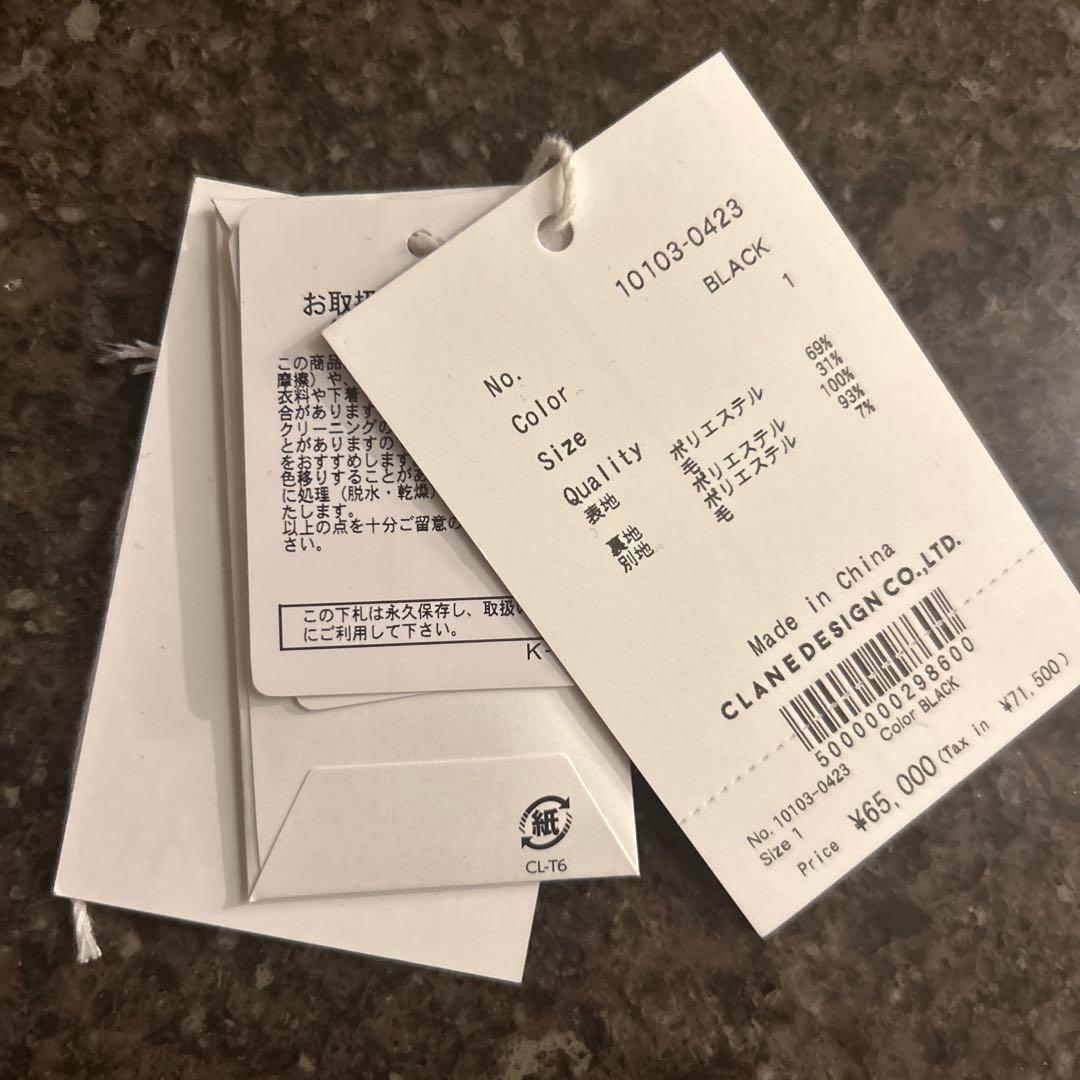 お取扱
この商品
摩擦）や、
衣料や下着
合があります
クリーニングの
とがありますの
をおすすめします
色移りすることがあ
に処理（脱水・乾燥）
たします。
以上の点を十分ご留意の
さい。
この下札は永久保存し、取扱い
にご利用して下さい。
K-
紙
CL-T6
No. 10103-0423
Color BLACK
Size 1
Quality
表地 ポリエステル 69%
毛 31%
裏地 ポリエステル 100%
別地 ポリエステル 93%
毛 7%
Made in China
CLANE DESIGN CO.,LTD.
5000000298600
No. 10103-0423 Color BLACK
Size 1
Price ¥65,000 (Tax in ¥71,500)